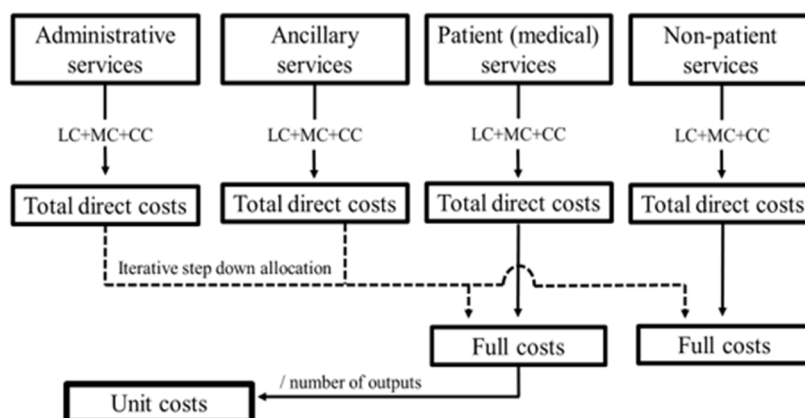 Administrative
services
Ancillary
services
Patient (medical)
services
Non-patient
services
LC+MC+CC
LC+MC+CC
LC+MC+CC
LC+MC+CC
Total direct costs
Total direct costs
Total direct costs
Total direct costs
Iterative step down allocation
Full costs
Full costs
/ number of outputs
Unit costs